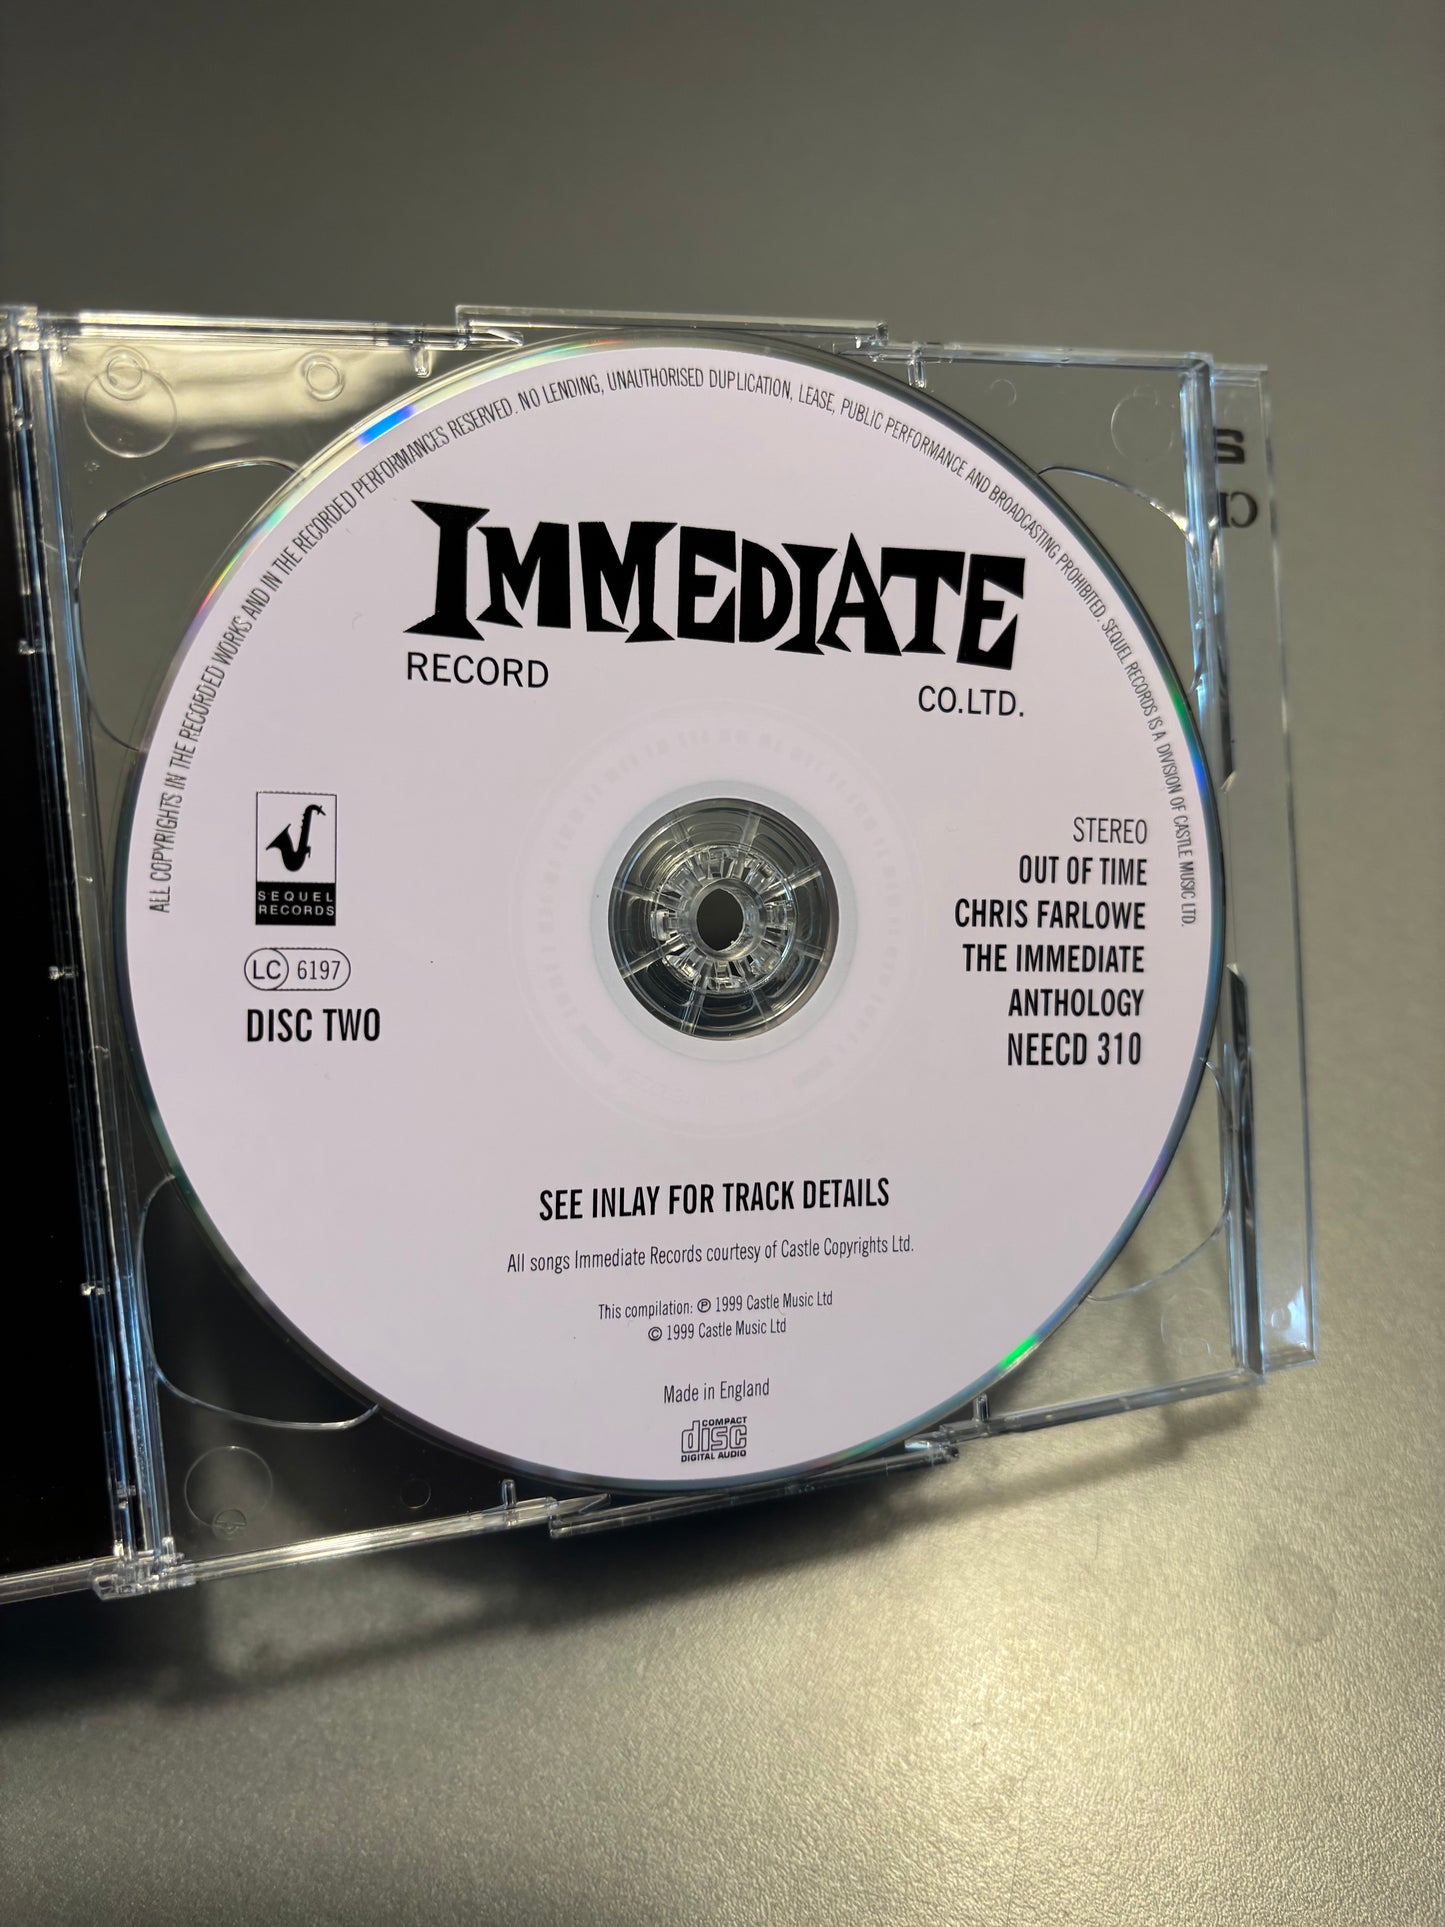 ALL COPYRIGHTS IN THE RECORDED WORKS AND IN THE RECORDED PERFORMANCES RESERVED. NO LENDING, UNAUTHORISED DUPLICATION, LEASE, PUBLIC PERFORMANCE AND BROADCASTING PROHIBITED. SEQUEL RECORDS IS A DIVISION OF CASTLE MUSIC LTD.
IMMEDIATE
RECORD
CO.LTD.
SEQUEL
RECORDS
LC 6197
DISC TWO
STEREO
OUT OF TIME
CHRIS FARLOWE
THE IMMEDIATE
ANTHOLOGY
NEECD 310
SEE INLAY FOR TRACK DETAILS
All songs Immediate Records courtesy of Castle Copyrights Ltd.
This compilation: ℗ 1999 Castle Music Ltd
© 1999 Castle Music Ltd
Made in England
COMPACT
disc
DIGITAL AUDIO